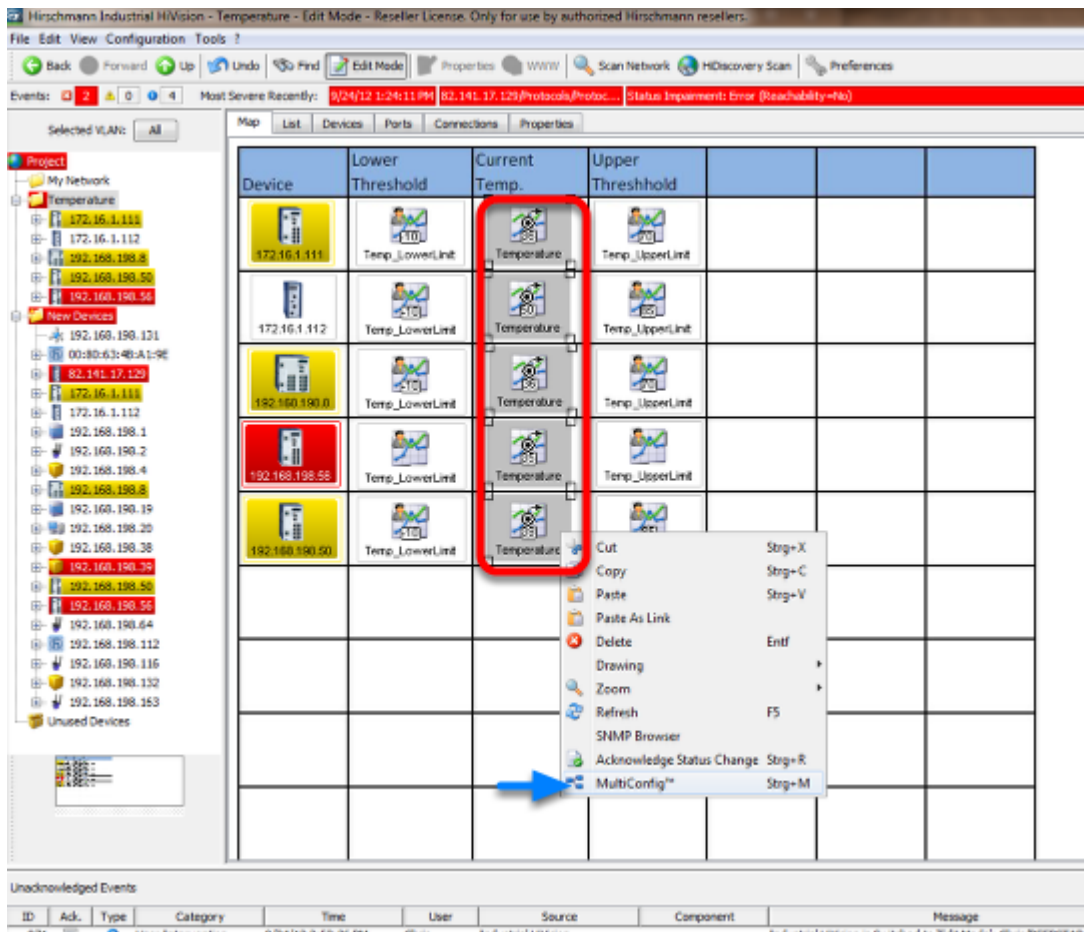 Hirschmann Industrial HiVision - Temperature - Edit Mode - Reseller License. Only for use by authorized Hirschmann resellers.
File Edit View Configuration Tools ?
Back Forward Up Undo Find Edit Mode Properties WWW Scan Network HiDiscovery Scan Preferences
Events: 2 0 4 Most Severe Recently: 9/24/12 1:24:11 PM 82.141.17.129/Protocols/Protoc... Status Impairment: Error (Reachability=No)
Selected VLAN: All
Map List Devices Ports Connections Properties
Project
My Network
Temperature
172.16.1.111
172.16.1.112
192.168.198.8
192.168.198.50
192.168.198.56
New Devices
192.168.198.131
00:80:63:4B:A1:9E
82.141.17.129
172.16.1.111
172.16.1.112
192.168.198.1
192.168.198.2
192.168.198.4
192.168.198.8
192.168.198.19
192.168.198.20
192.168.198.38
192.168.198.39
192.168.198.50
192.168.198.56
192.168.198.64
192.168.198.112
192.168.198.116
192.168.198.132
192.168.198.163
Unused Devices
Device Lower Threshold Current Temp. Upper Threshhold
172.16.1.111 Temp_LowerLimit Temperature Temp_UpperLimit
172.16.1.112 Temp_LowerLimit Temperature Temp_UpperLimit
192.168.198.8 Temp_LowerLimit Temperature Temp_UpperLimit
192.168.198.56 Temp_LowerLimit Temperature Temp_UpperLimit
192.168.198.50 Temp_LowerLimit Temperature
Cut Strg+X
Copy Strg+C
Paste Strg+V
Paste As Link
Delete Entf
Drawing
Zoom
Refresh F5
SNMP Browser
Acknowledge Status Change Strg+R
MultiConfig™ Strg+M
Unacknowledged Events
ID Ack. Type Category Time User Source Component Message